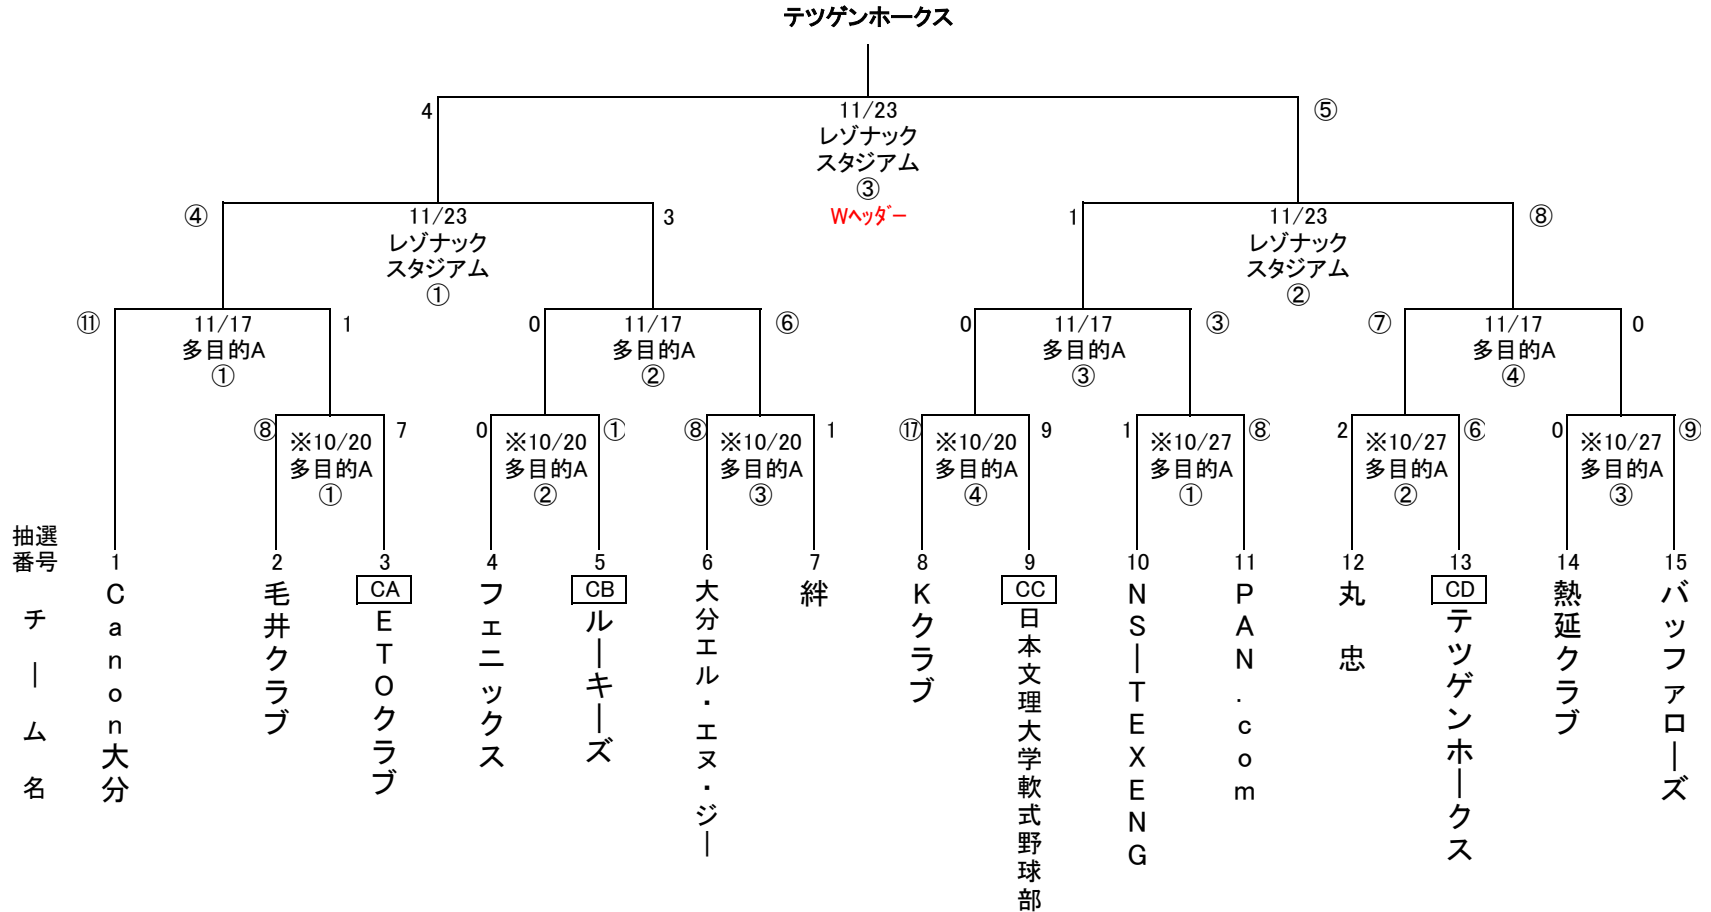 テツゲンホークス
4
11/23
⑤
レゾナック
スタジアム
③
Wヘッダー
④
11/23
3
レゾナック
スタジアム
①
1
11/23
⑧
レゾナック
スタジアム
②
⑪
11/17
1
多目的A
①
0
11/17
⑥
多目的A
②
0
11/17
③
多目的A
③
⑦
11/17
0
多目的A
④
⑧
※10/20
7
多目的A
①
0
※10/20
①
多目的A
②
⑧
※10/20
1
多目的A
③
⑰
※10/20
9
多目的A
④
1
※10/27
⑧
多目的A
①
2
※10/27
⑥
多目的A
②
0
※10/27
⑨
多目的A
③
抽選
番号
チーム名
1
Canon大分
2
毛井クラブ
3
CA
ETOクラブ
4
フェニックス
5
CB
ルーキーズ
6
大分エル・エヌ・ジー
7
絆
8
Kクラブ
9
CC
日本文理大学軟式野球部
10
NS―TEXENG
11
PAN.com
12
丸忠
13
CD
テツゲンホークス
14
熱延クラブ
15
バッファローズ